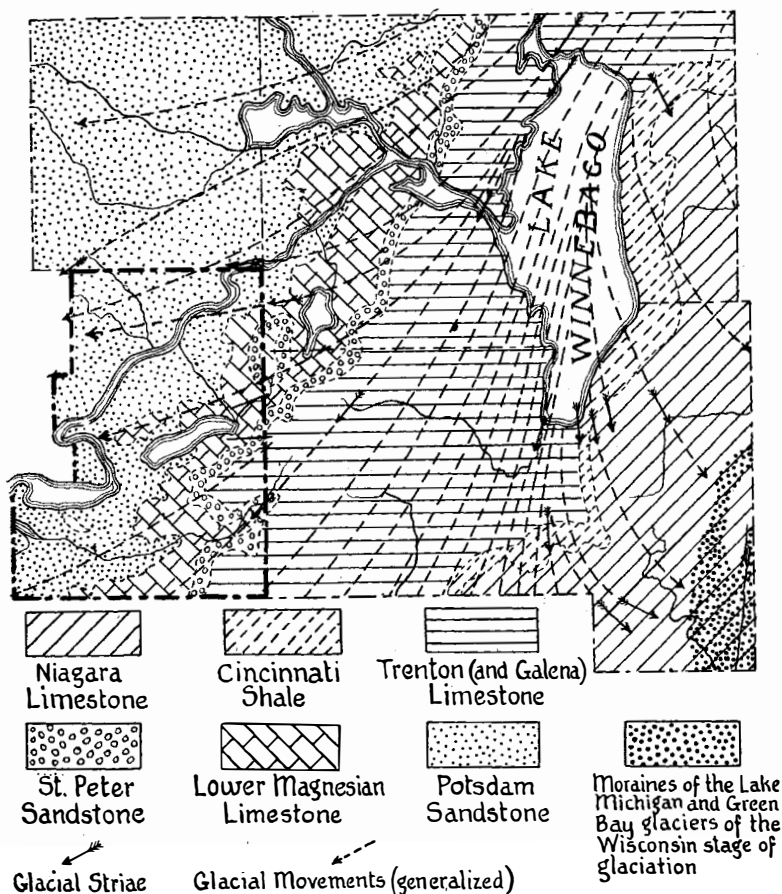 LAKE
WINNEBAGO
Niagara
Limestone
Cincinnati
Shale
Trenton (and Galena)
Limestone
St. Peter
Sandstone
Lower Magnesian
Limestone
Potsdam
Sandstone
Moraines of the Lake
Michigan and Green
Bay glaciers of the
Wisconsin stage of
glaciation
Glacial Striae
Glacial Movements (generalized)